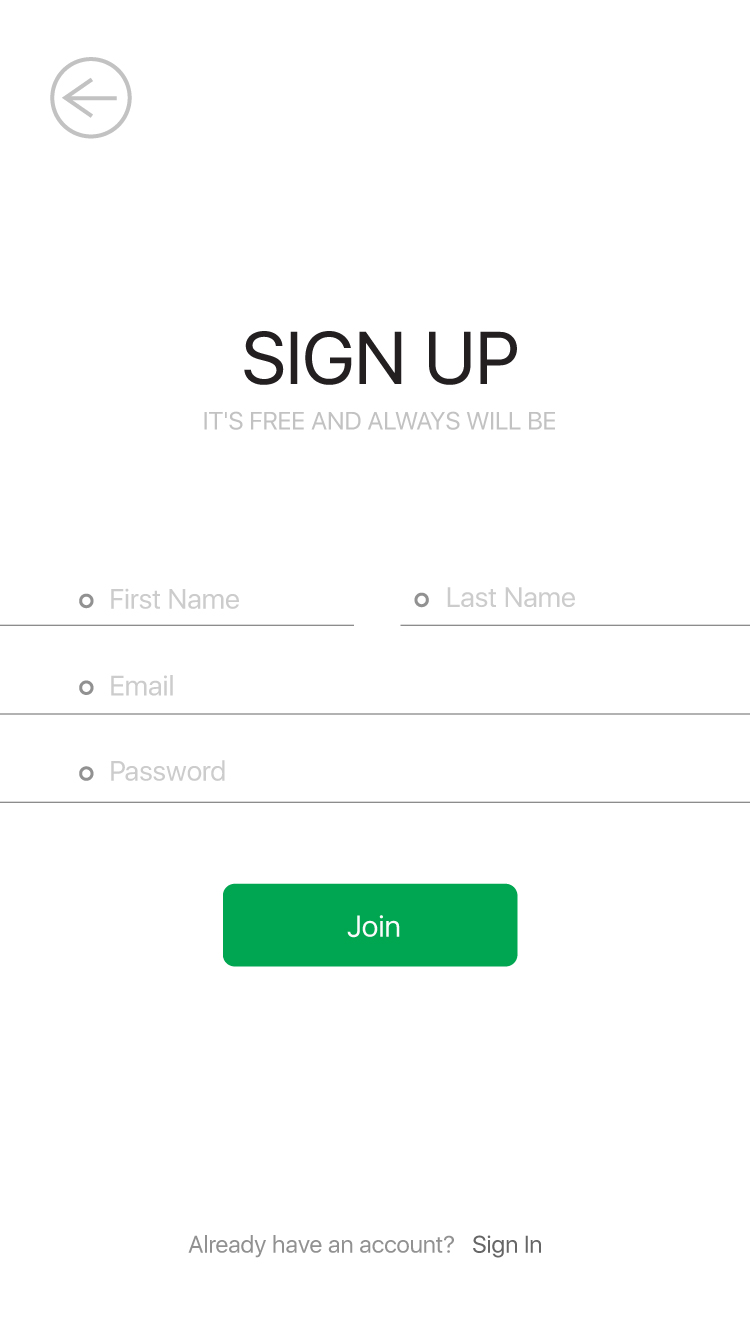 SIGN UP
IT'S FREE AND ALWAYS WILL BE
First Name
Last Name
Email
Password
Join
Already have an account? Sign In